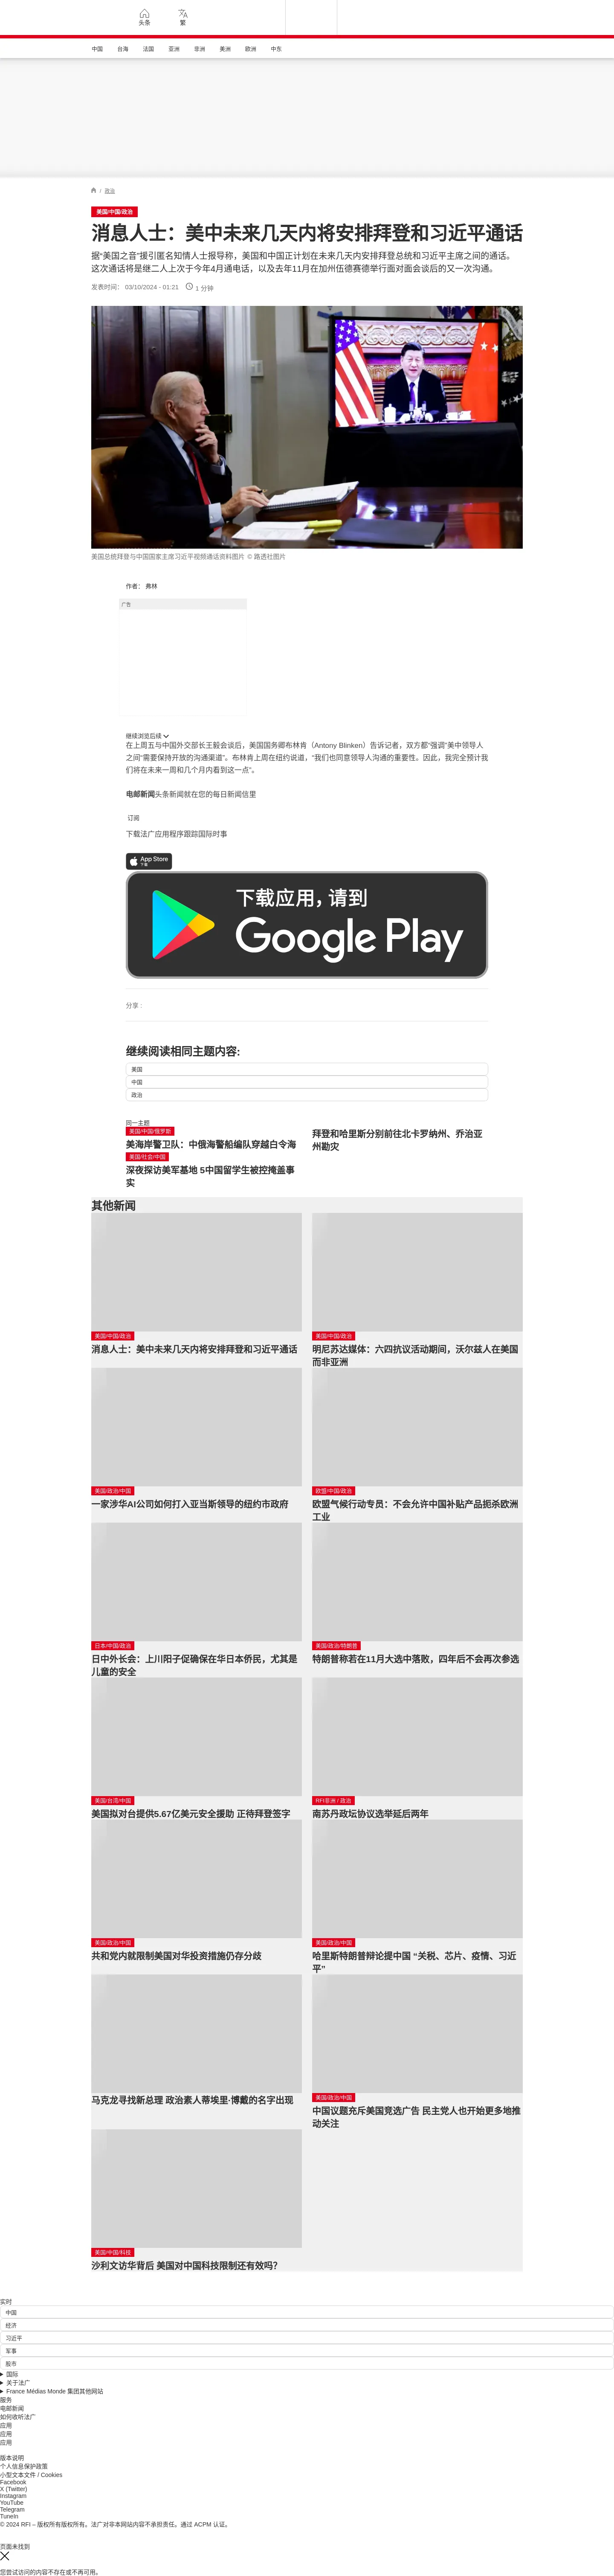 头条
繁
中国
台海
法国
亚洲
非洲
美洲
欧洲
中东
/ 政治
美国/中国/政治
消息人士：美中未来几天内将安排拜登和习近平通话
据“美国之音”援引匿名知情人士报导称，美国和中国正计划在未来几天内安排拜登总统和习近平主席之间的通话。
这次通话将是继二人上次于今年4月通电话，以及去年11月在加州伍德赛德举行面对面会谈后的又一次沟通。
发表时间： 03/10/2024 - 01:21
1 分钟
美国总统拜登与中国国家主席习近平视频通话资料图片 © 路透社图片
作者： 弗林
广告
继续浏览后续
在上周五与中国外交部长王毅会谈后，美国国务卿布林肯（Antony Blinken）告诉记者，双方都“强调”美中领导人
之间“需要保持开放的沟通渠道”。布林肯上周在纽约说道，“我们也同意领导人沟通的重要性。因此，我完全预计我
们将在未来一周和几个月内看到这一点”。
电邮新闻头条新闻就在您的每日新闻信里
订阅
下载法广应用程序跟踪国际时事
App Store
下载
下载应用，请到
Google Play
分享 :
继续阅读相同主题内容:
美国
中国
政治
同一主题
美国/中国/俄罗斯
美海岸警卫队：中俄海警船编队穿越白令海
拜登和哈里斯分别前往北卡罗纳州、乔治亚
州勘灾
美国/社会/中国
深夜探访美军基地 5中国留学生被控掩盖事
实
其他新闻
美国/中国/政治
消息人士：美中未来几天内将安排拜登和习近平通话
美国/中国/政治
明尼苏达媒体：六四抗议活动期间，沃尔兹人在美国
而非亚洲
美国/政治/中国
一家涉华AI公司如何打入亚当斯领导的纽约市政府
欧盟/中国/政治
欧盟气候行动专员：不会允许中国补贴产品扼杀欧洲
工业
日本/中国/政治
日中外长会：上川阳子促确保在华日本侨民，尤其是
儿童的安全
美国/政治/特朗普
特朗普称若在11月大选中落败，四年后不会再次参选
美国/台湾/中国
美国拟对台提供5.67亿美元安全援助 正待拜登签字
RFI非洲 / 政治
南苏丹政坛协议选举延后两年
美国/政治/中国
共和党内就限制美国对华投资措施仍存分歧
美国/政治/中国
哈里斯特朗普辩论提中国 “关税、芯片、疫情、习近
平”
马克龙寻找新总理 政治素人蒂埃里·博戴的名字出现
美国/政治/中国
中国议题充斥美国竞选广告 民主党人也开始更多地推
动关注
美国/中国/科技
沙利文访华背后 美国对中国科技限制还有效吗？
实时
中国
经济
习近平
军事
股市
国际
关于法广
France Médias Monde 集团其他网站
服务
电邮新闻
如何收听法广
应用
应用
应用
版本说明
个人信息保护政策
小型文本文件 / Cookies
Facebook
X (Twitter)
Instagram
YouTube
Telegram
TuneIn
© 2024 RFI – 版权所有版权所有。法广对非本网站内容不承担责任。通过 ACPM 认证。
页面未找到
您尝试访问的内容不存在或不再可用。